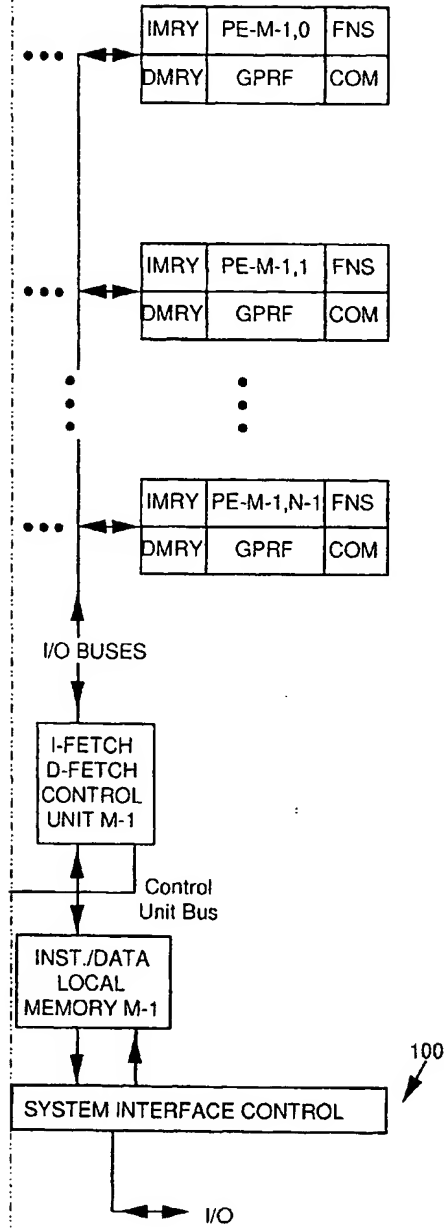 IMRY PE-M-1,0 FNS
DMRY GPRF COM
IMRY PE-M-1,1 FNS
DMRY GPRF COM
IMRY PE-M-1,N-1 FNS
DMRY GPRF COM
I/O BUSES
I-FETCH
D-FETCH
CONTROL
UNIT M-1
Control
Unit Bus
INST./DATA
LOCAL
MEMORY M-1
100
SYSTEM INTERFACE CONTROL
I/O